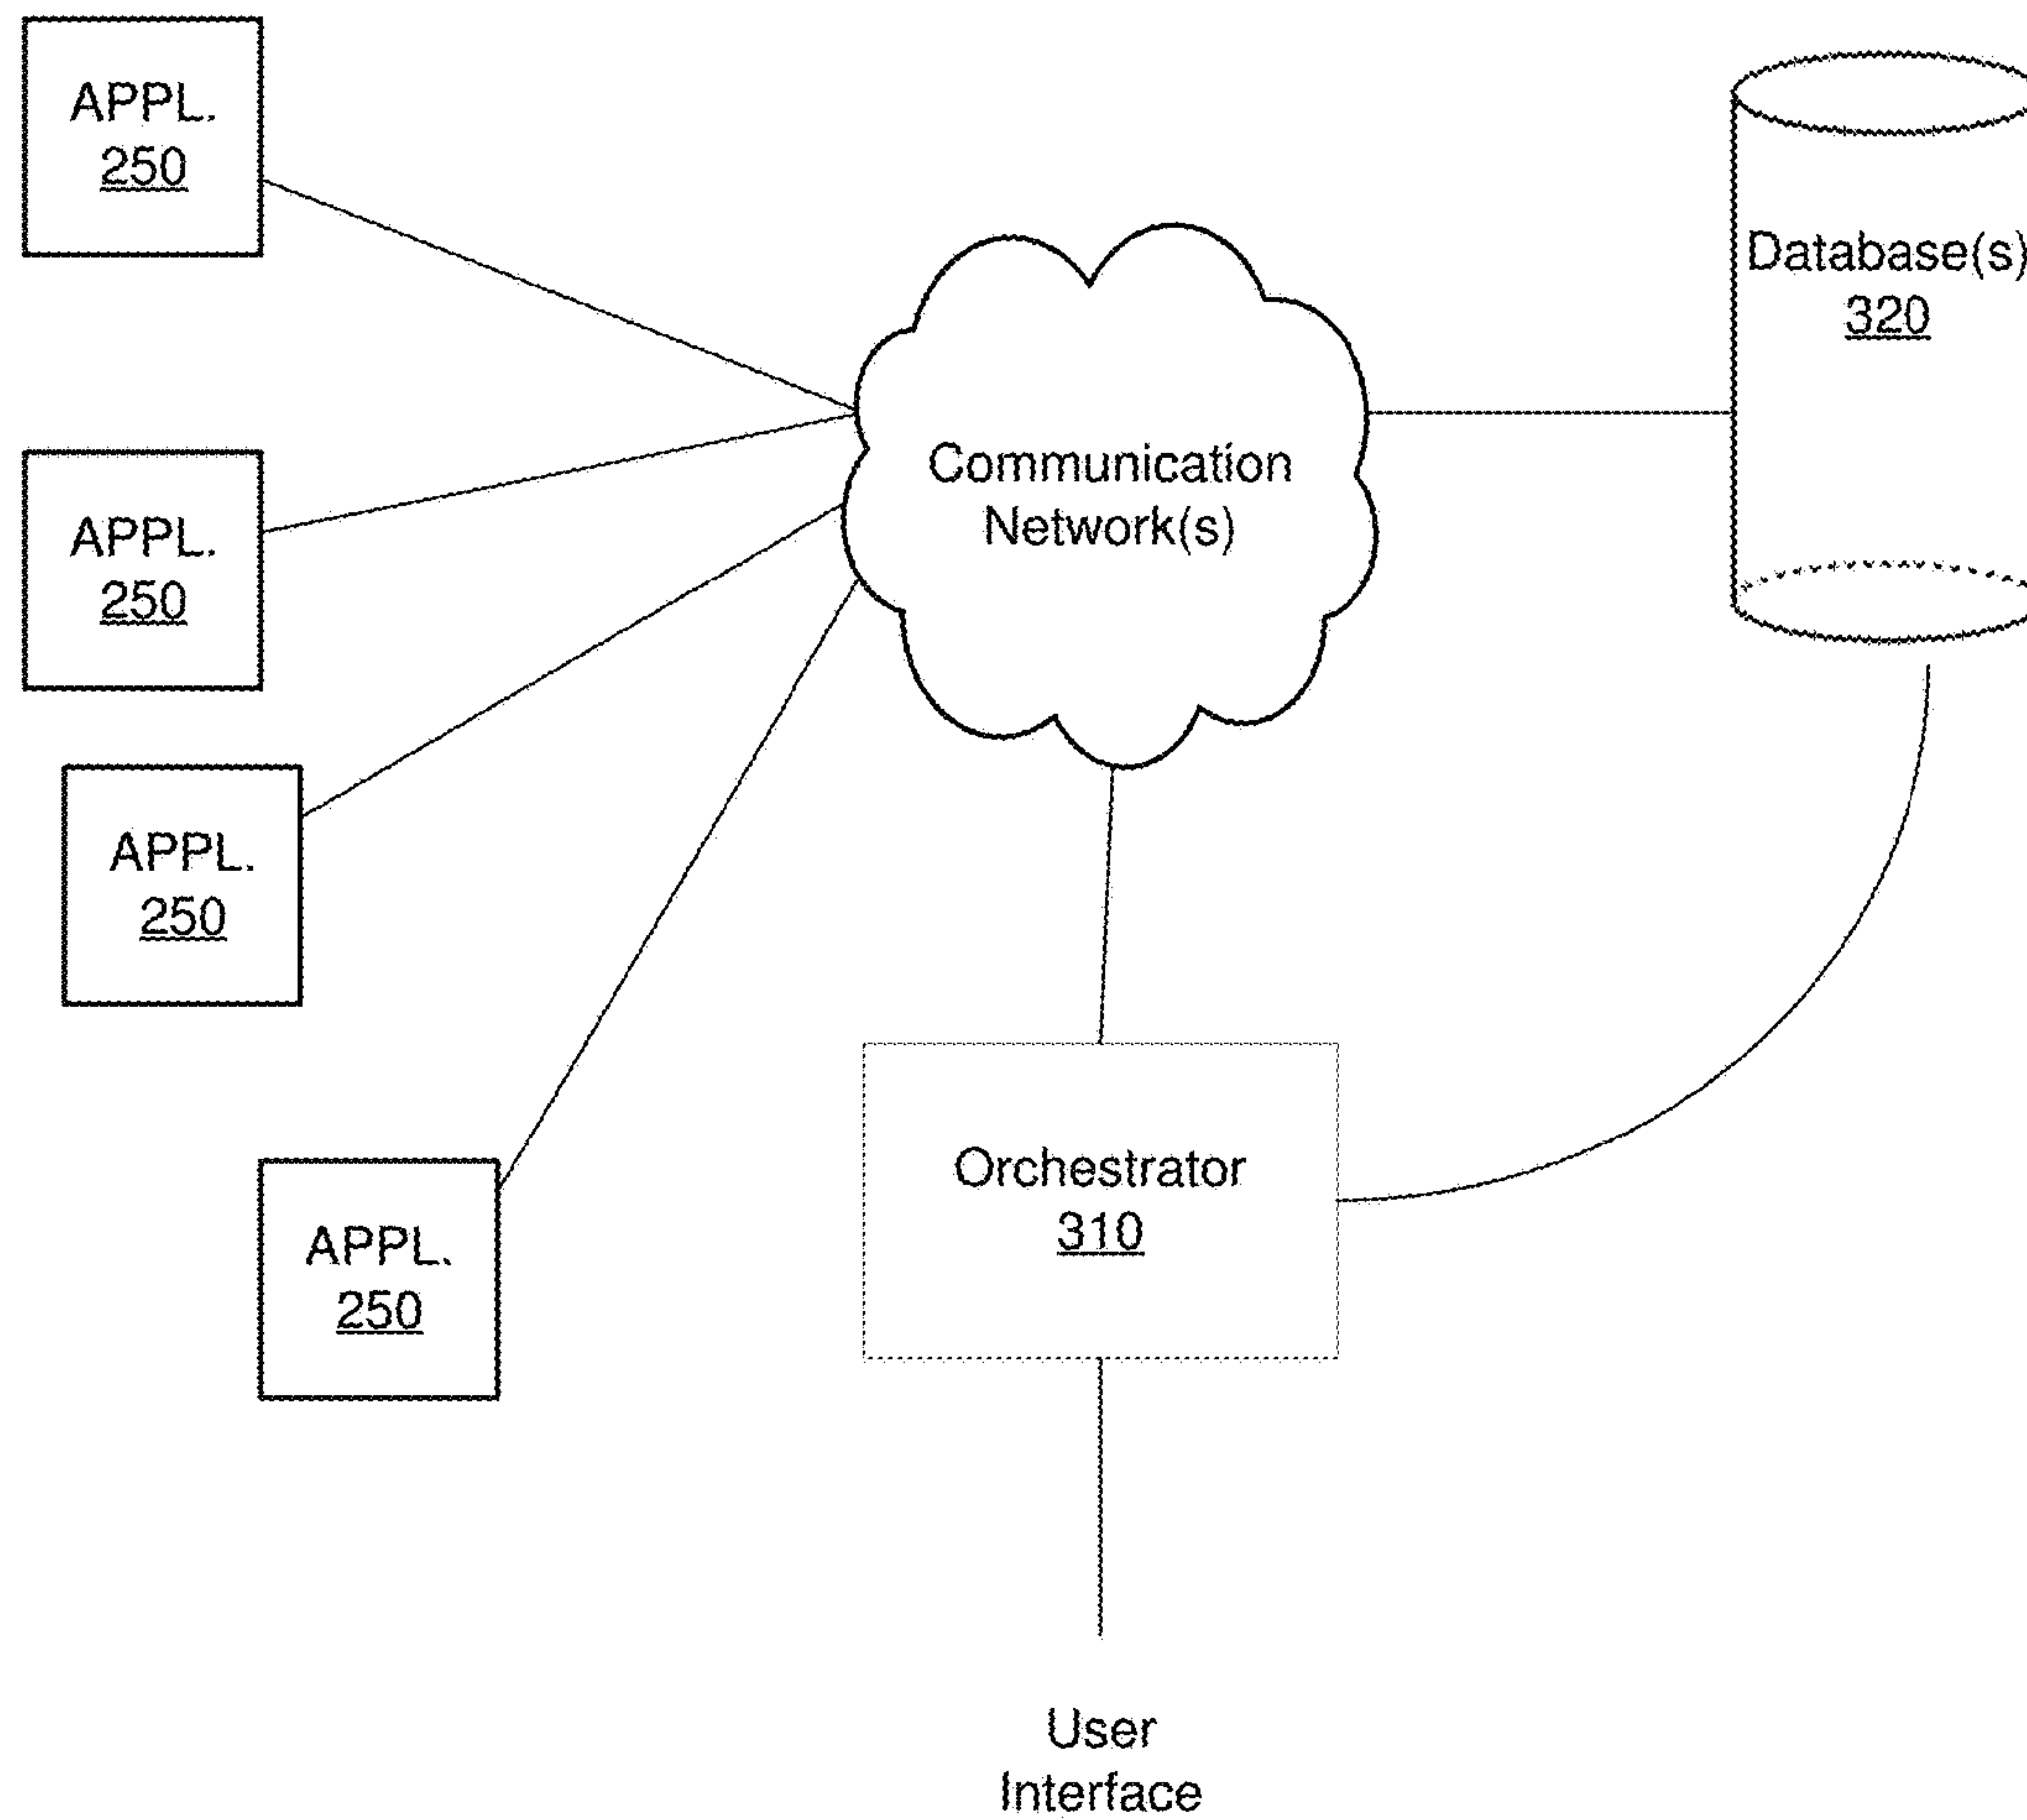 APPL.
250
Database(s)
320
Communication
Network(s)
APPL.
250
APPL.
250
Orchestrator
310
APPL.
250
User
Interface